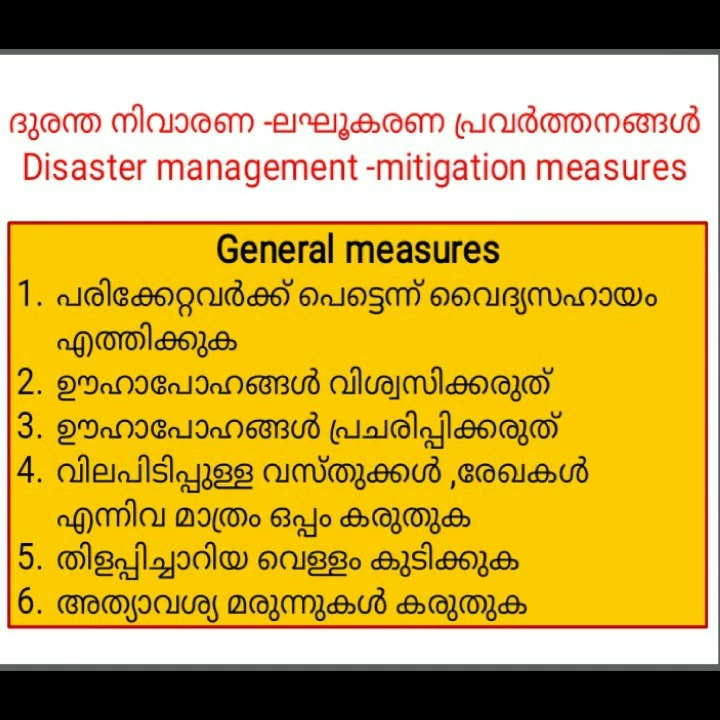 ദുരന്ത നിവാരണ -ലഘൂകരണ പ്രവർത്തനങ്ങൾ
Disaster management -mitigation measures
General measures
1. പരിക്കേറ്റവർക്ക് പെട്ടെന്ന് വൈദ്യസഹായം
എത്തിക്കുക
2. ഊഹാപോഹങ്ങൾ വിശ്വസിക്കരുത്
3. ഊഹാപോഹങ്ങൾ പ്രചരിപ്പിക്കരുത്
4. വിലപിടിപ്പുള്ള വസ്തുക്കൾ ,രേഖകൾ
എന്നിവ മാത്രം ഒപ്പം കരുതുക
5. തിളപ്പിച്ചാറിയ വെള്ളം കുടിക്കുക
6. അത്യാവശ്യ മരുന്നുകൾ കരുതുക